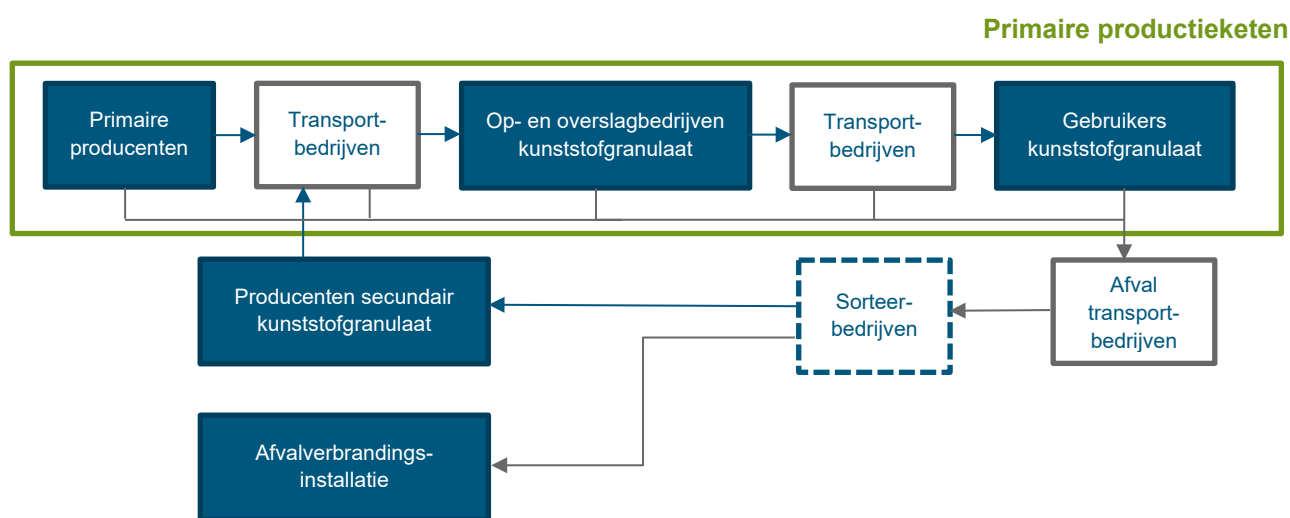 Primaire productieketen
Primaire
producenten
Transport-
bedrijven
Op- en overslagbedrijven
kunststofgranulaat
Transport-
bedrijven
Gebruikers
kunststofgranulaat
Producenten secundair
kunststofgranulaat
Sorteer-
bedrijven
Afval
transport-
bedrijven
Afvalverbrandings-
installatie